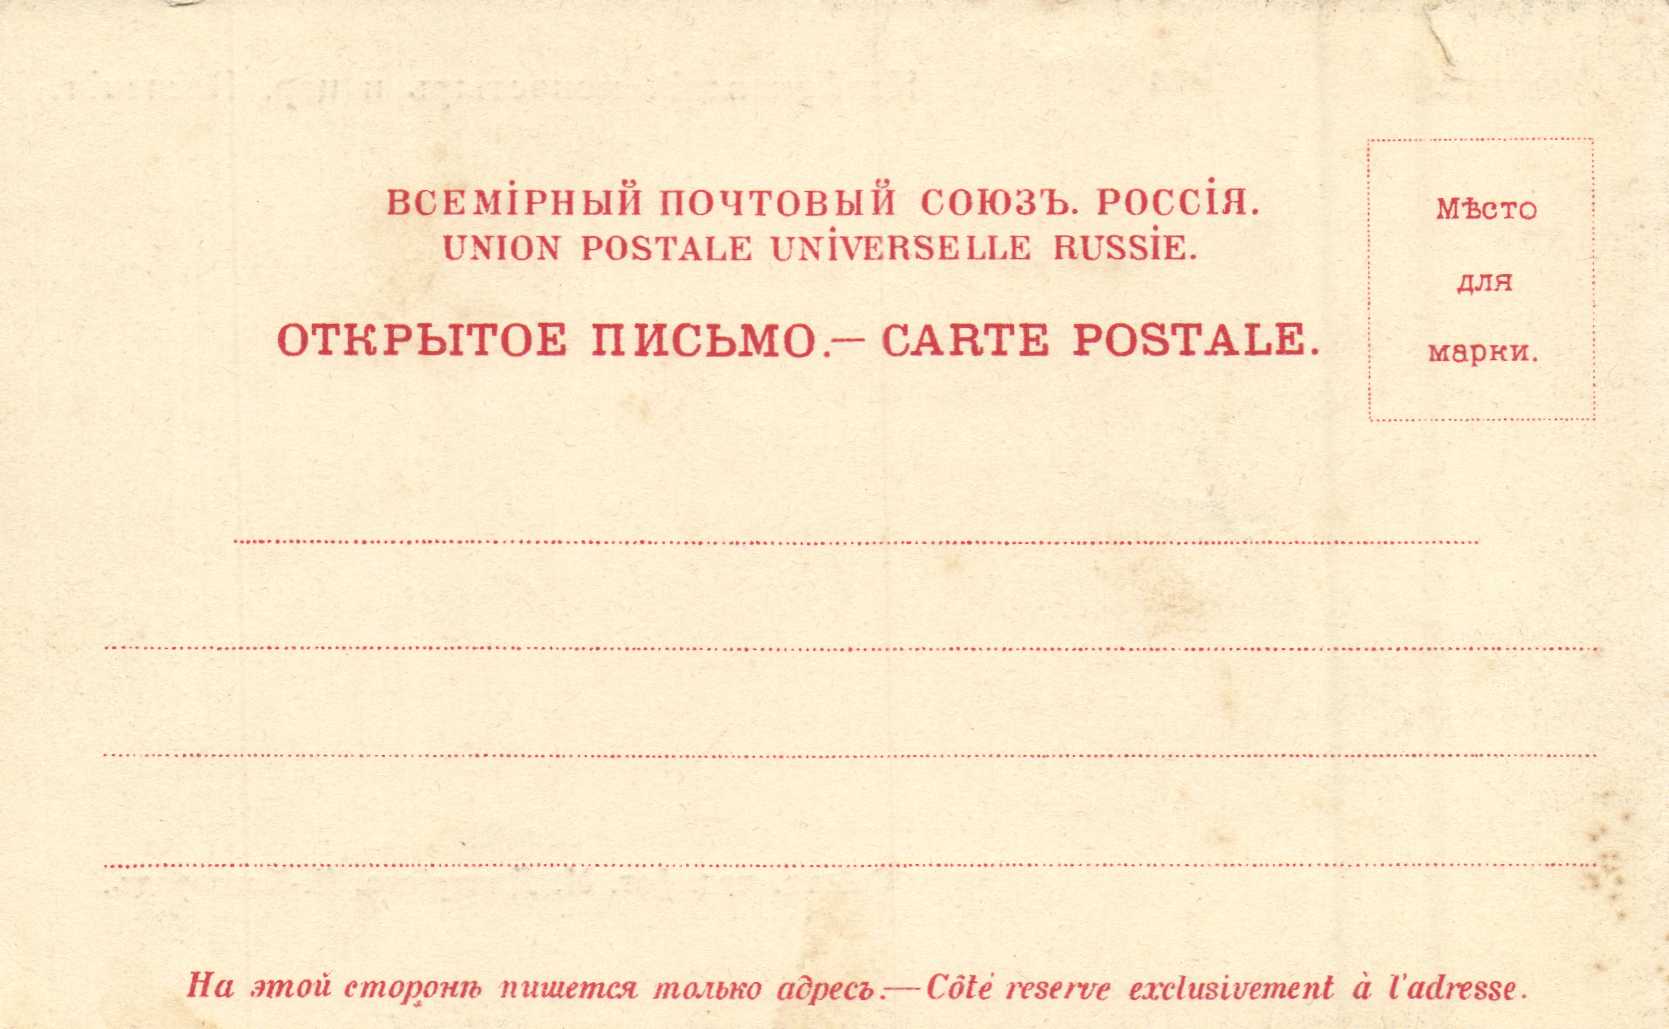 ВСЕМІРНЫЙ ПОЧТОВЫЙ СОЮЗЪ. РОССІЯ.
UNION POSTALE UNIVERSELLE RUSSIE.
ОТКРЫТОЕ ПИСЬМО.— CARTE POSTALE.
Мѣсто
для
марки.
На этой сторонѣ пишется только адресъ.— Côté reserve exclusivement à l'adresse.